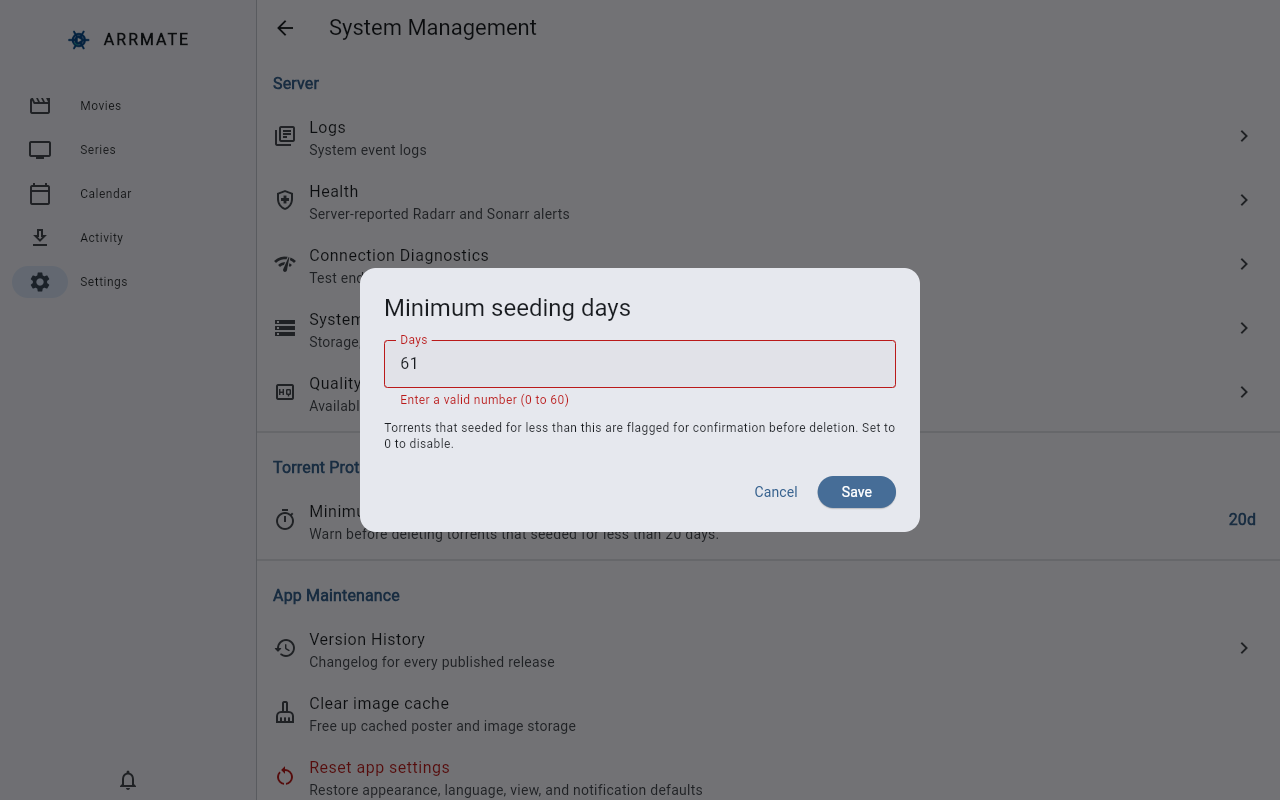 ARRMATE
Movies
Series
Calendar
Activity
Settings
System Management
Server
Logs
System event logs
Health
Server-reported Radarr and Sonarr alerts
Connection Diagnostics
Test
System
Storage
Quality
Minimum seeding days
Days
61
Enter a valid number (0 to 60)
Torrents that seeded for less than this are flagged for confirmation before deletion. Set to
0 to disable.
Cancel
Save
Torrent
Warn before deleting torrents that seeded for less than 20 days.
20d
App Maintenance
Version History
Changelog for every published release
Clear image cache
Free up cached poster and image storage
Reset app settings
Restore appearance, language, view, and notification defaults